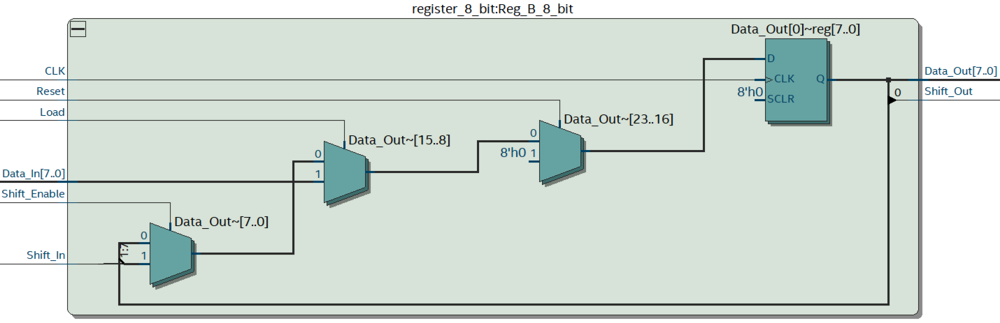 register_8_bit:Reg_B_8_bit
Data_Out[0]~reg[7..0]
D
CLK
CLK
Q
Data_Out[7..0]
Reset
8'h0
SCLR
0
Shift_Out
Load
Data_Out~[23..16]
0
8'h0
1
Data_Out~[15..8]
0
1
Data_In[7..0]
Shift_Enable
Data_Out~[7..0]
0
1
Shift_In